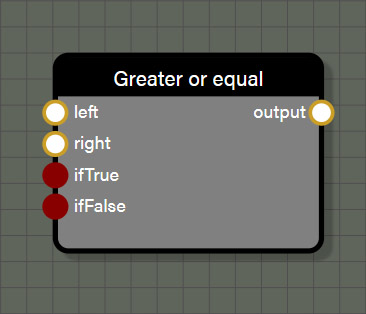 Greater or equal
left output
right
ifTrue
ifFalse